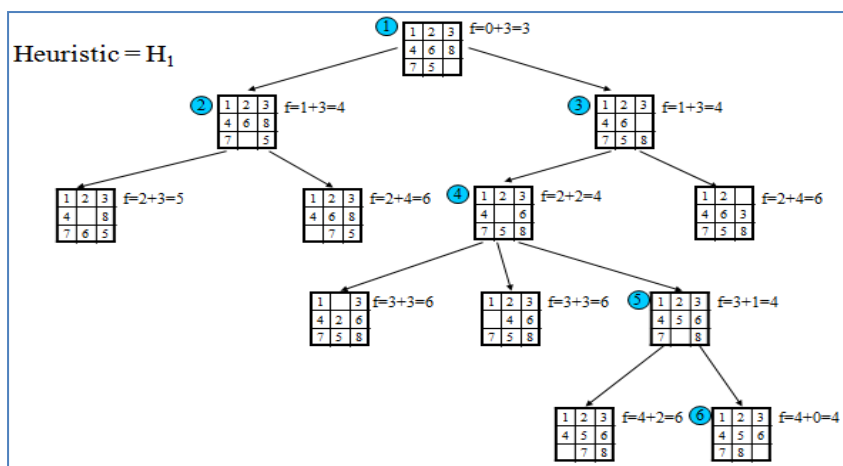 Heuristic = H₁
1
1 2 3
4 6 8
7 5
f=0+3=3
2
1 2 3
4 6 8
7 5
f=1+3=4
3
1 2 3
4 6
7 5 8
f=1+3=4
1 2 3
4 8
7 6 5
f=2+3=5
1 2 3
4 6 8
7 5
f=2+4=6
4
1 2 3
4 6
7 5 8
f=2+2=4
1 2
4 6 3
7 5 8
f=2+4=6
1 3
4 2 6
7 5 8
f=3+3=6
1 2 3
4 6
7 5 8
f=3+3=6
5
1 2 3
4 5 6
7 8
f=3+1=4
1 2 3
4 5 6
7 8
f=4+2=6
6
1 2 3
4 5 6
7 8
f=4+0=4